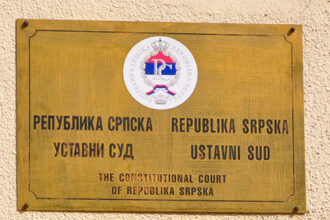 РЕПУБЛИКА СРПСКА
УСТАВНИ СУД
REPUBLIKA SRPSKA
USTAVNI SUD
THE CONSTITUTIONAL COURT
OF REPUBLIKA SRPSKA